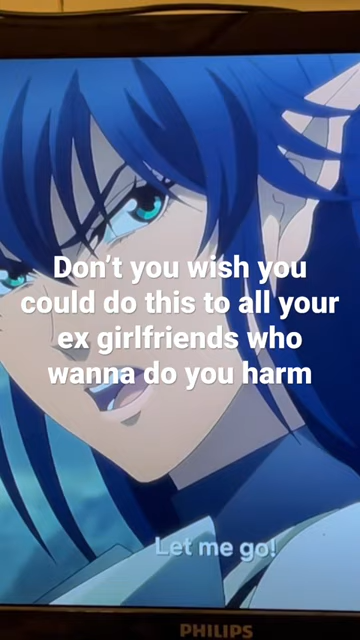 Don't you wish you
could do this to all your
ex girlfriends who
wanna do you harm
Let me go!
PHILIPS